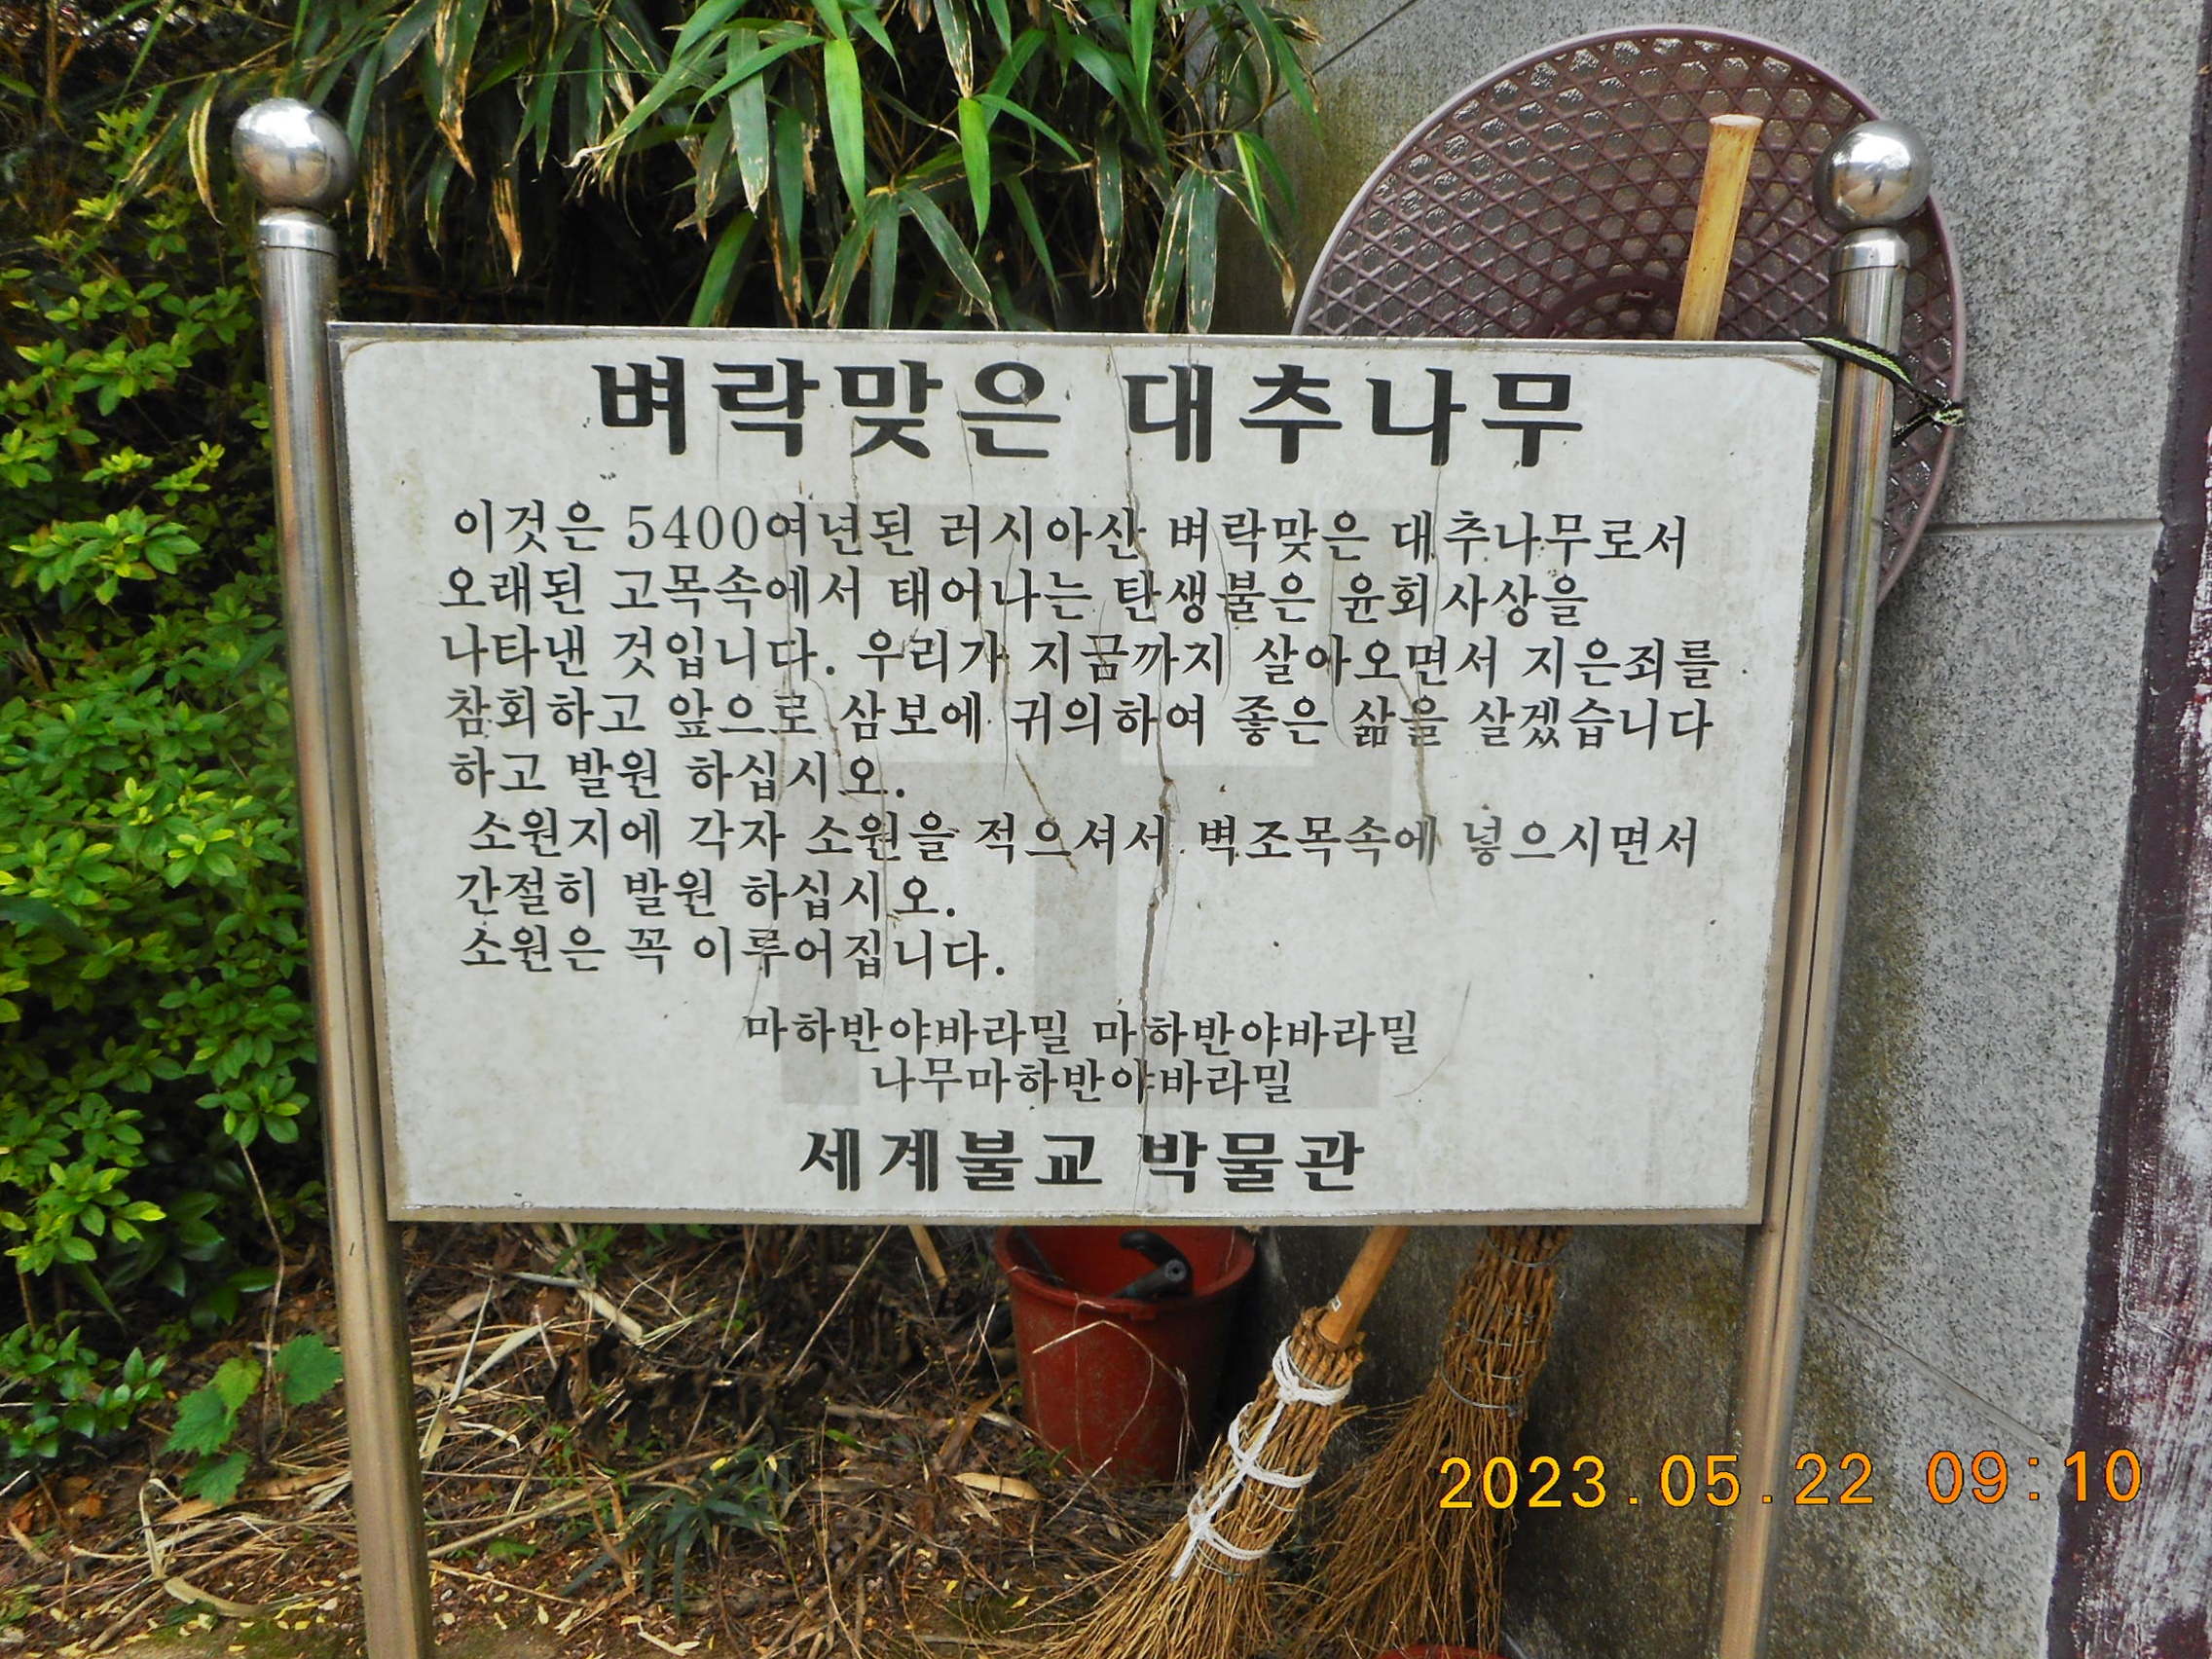 벼락맞은 대추나무
이것은 5400여년된 러시아산 벼락맞은 대추나무로서
오래된 고목속에서 태어나는 탄생불은 윤회사상을
나타낸 것입니다. 우리가 지금까지 살아오면서 지은죄를
참회하고 앞으로 삼보에 귀의하여 좋은 삶을 살겠습니다
하고 발원 하십시오.
소원지에 각자 소원을 적으셔서 벽조목속에 넣으시면서
간절히 발원 하십시오.
소원은 꼭 이루어집니다.
마하반야바라밀 마하반야바라밀
나무마하반야바라밀
세계불교 박물관
2023.05.22 09:10